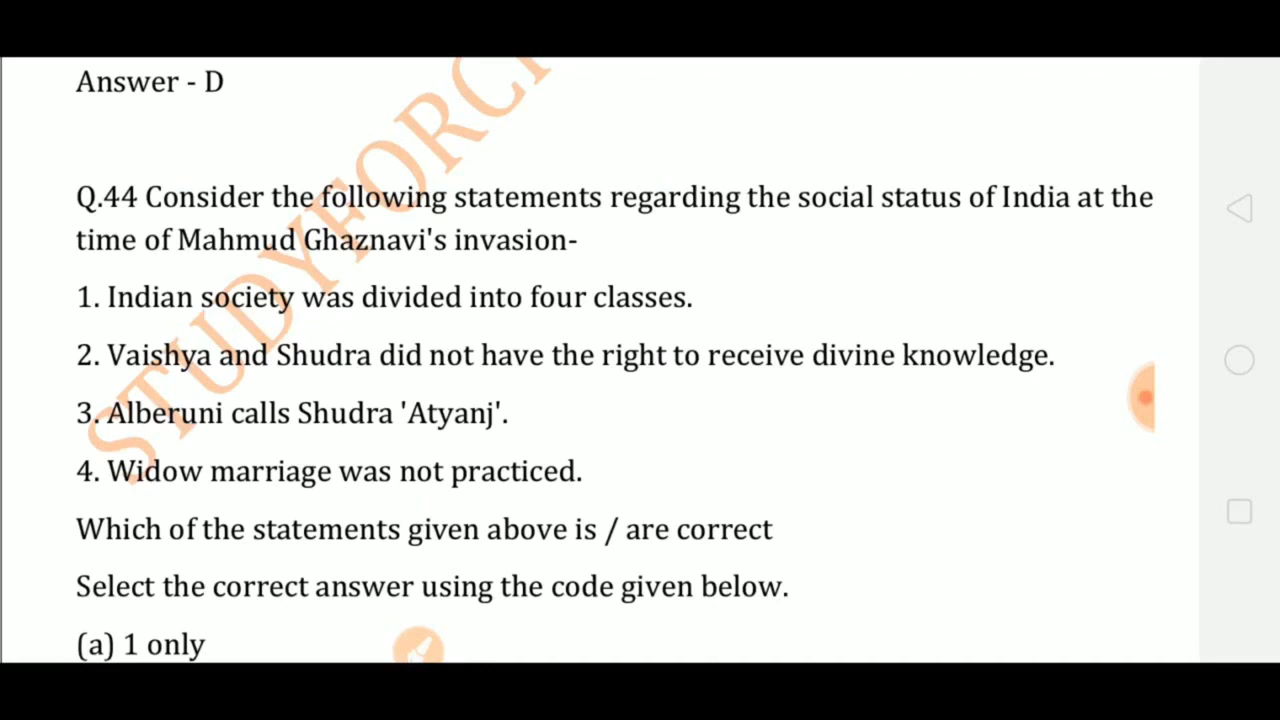 Answer - D
Q.44 Consider the following statements regarding the social status of India at the
time of Mahmud Ghaznavi's invasion-
1. Indian society was divided into four classes.
2. Vaishya and Shudra did not have the right to receive divine knowledge.
3. Alberuni calls Shudra 'Atyanj'.
4. Widow marriage was not practiced.
Which of the statements given above is / are correct
Select the correct answer using the code given below.
(a) 1 only